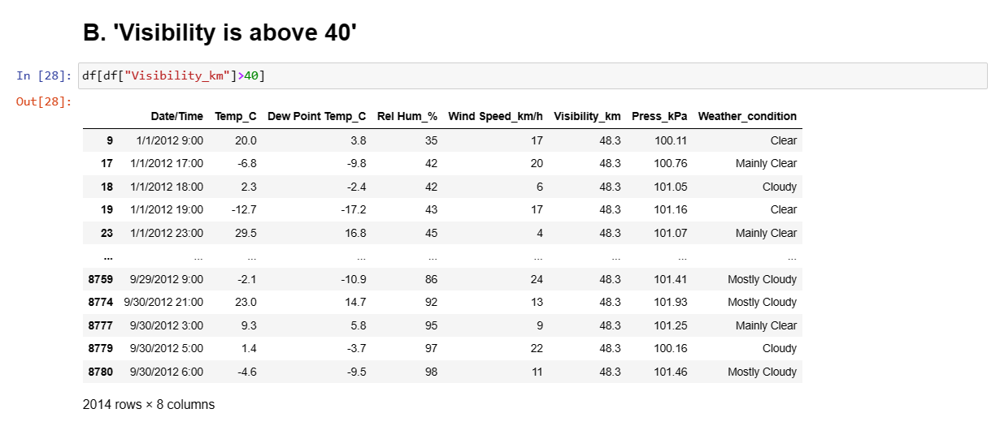 B. 'Visibility is above 40'
In [28]: df[df["Visibility_km"]>40]
Out[28]:
Date/Time Temp_C Dew Point Temp_C Rel Hum_% Wind Speed_km/h Visibility_km Press_kPa Weather_condition
9 1/1/2012 9:00 20.0 3.8 35 17 48.3 100.11 Clear
17 1/1/2012 17:00 -6.8 -9.8 42 20 48.3 100.76 Mainly Clear
18 1/1/2012 18:00 2.3 -2.4 42 6 48.3 101.05 Cloudy
19 1/1/2012 19:00 -12.7 -17.2 43 17 48.3 101.16 Clear
23 1/1/2012 23:00 29.5 16.8 45 4 48.3 101.07 Mainly Clear
... ... ... ... ... ... ... ... ...
8759 9/29/2012 9:00 -2.1 -10.9 86 24 48.3 101.41 Mostly Cloudy
8774 9/30/2012 21:00 23.0 14.7 92 13 48.3 101.93 Mostly Cloudy
8777 9/30/2012 3:00 9.3 5.8 95 9 48.3 101.25 Mainly Clear
8779 9/30/2012 5:00 1.4 -3.7 97 22 48.3 100.16 Cloudy
8780 9/30/2012 6:00 -4.6 -9.5 98 11 48.3 101.46 Mostly Cloudy
2014 rows × 8 columns